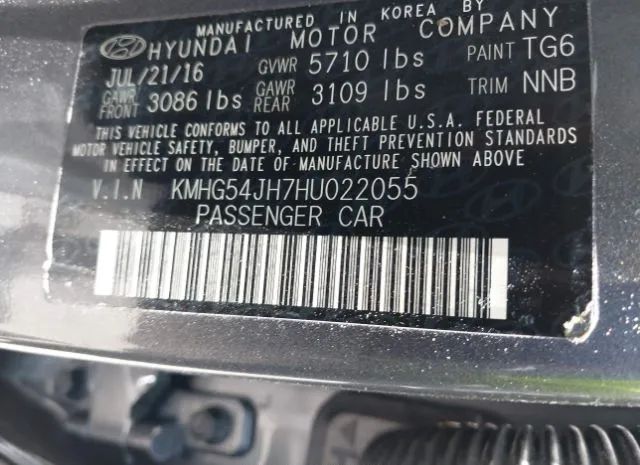 MANUFACTURED IN KOREA BY
HYUNDAI MOTOR COMPANY
JUL/21/16 GVWR 5710 lbs PAINT TG6
GAWR FRONT 3086 lbs GAWR REAR 3109 lbs TRIM NNB
THIS VEHICLE CONFORMS TO ALL APPLICABLE U.S.A. FEDERAL
MOTOR VEHICLE SAFETY, BUMPER, AND THEFT PREVENTION STANDARDS
IN EFFECT ON THE DATE OF MANUFACTURE SHOWN ABOVE
V.I.N KMHG54JH7HU022055
PASSENGER CAR